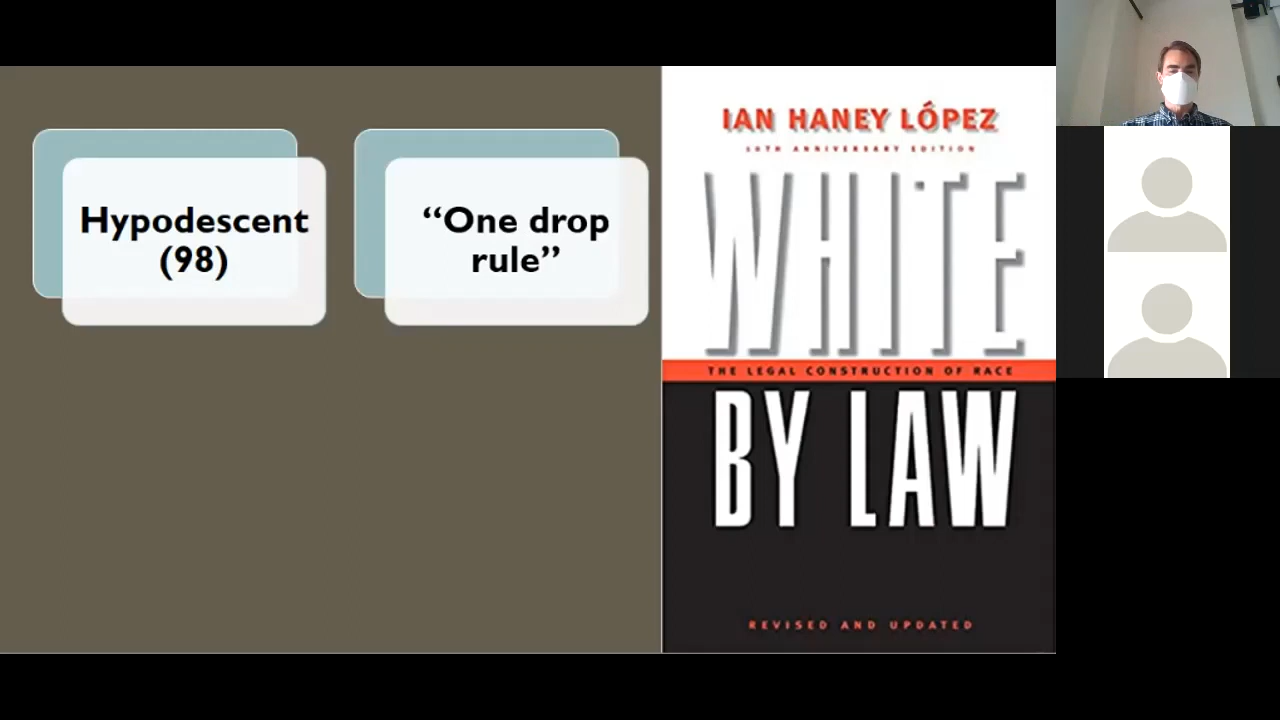 Hypodescent
(98)
“One drop
rule”
IAN HANEY LÓPEZ
10TH ANNIVERSARY EDITION
WHITE
THE LEGAL CONSTRUCTION OF RACE
BY LAW
REVISED AND UPDATED